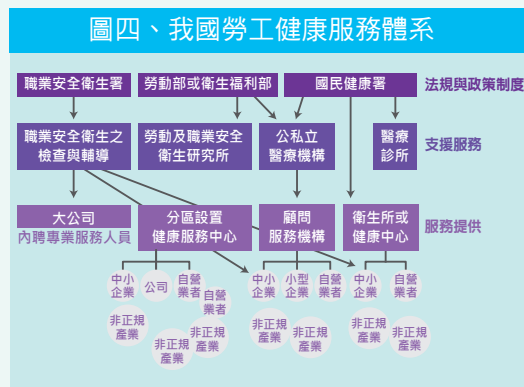 圖四、我國勞工健康服務體系
職業安全衛生署
勞動部或衛生福利部
國民健康署
法規與政策制度
職業安全衛生之
檢查與輔導
勞動及職業安全
衛生研究所
公私立
醫療機構
醫療
診所
支援服務
大公司
內聘專業服務人員
分區設置
健康服務中心
顧問
服務機構
衛生所或
健康中心
服務提供
中小
企業
公司
自營
業者
自營
業者
非正規
產業
非正規
產業
非正規
產業
中小
企業
小型
企業
自營
業者
非正規
產業
非正規
產業
中小
企業
自營
業者
非正規
產業
非正規
產業